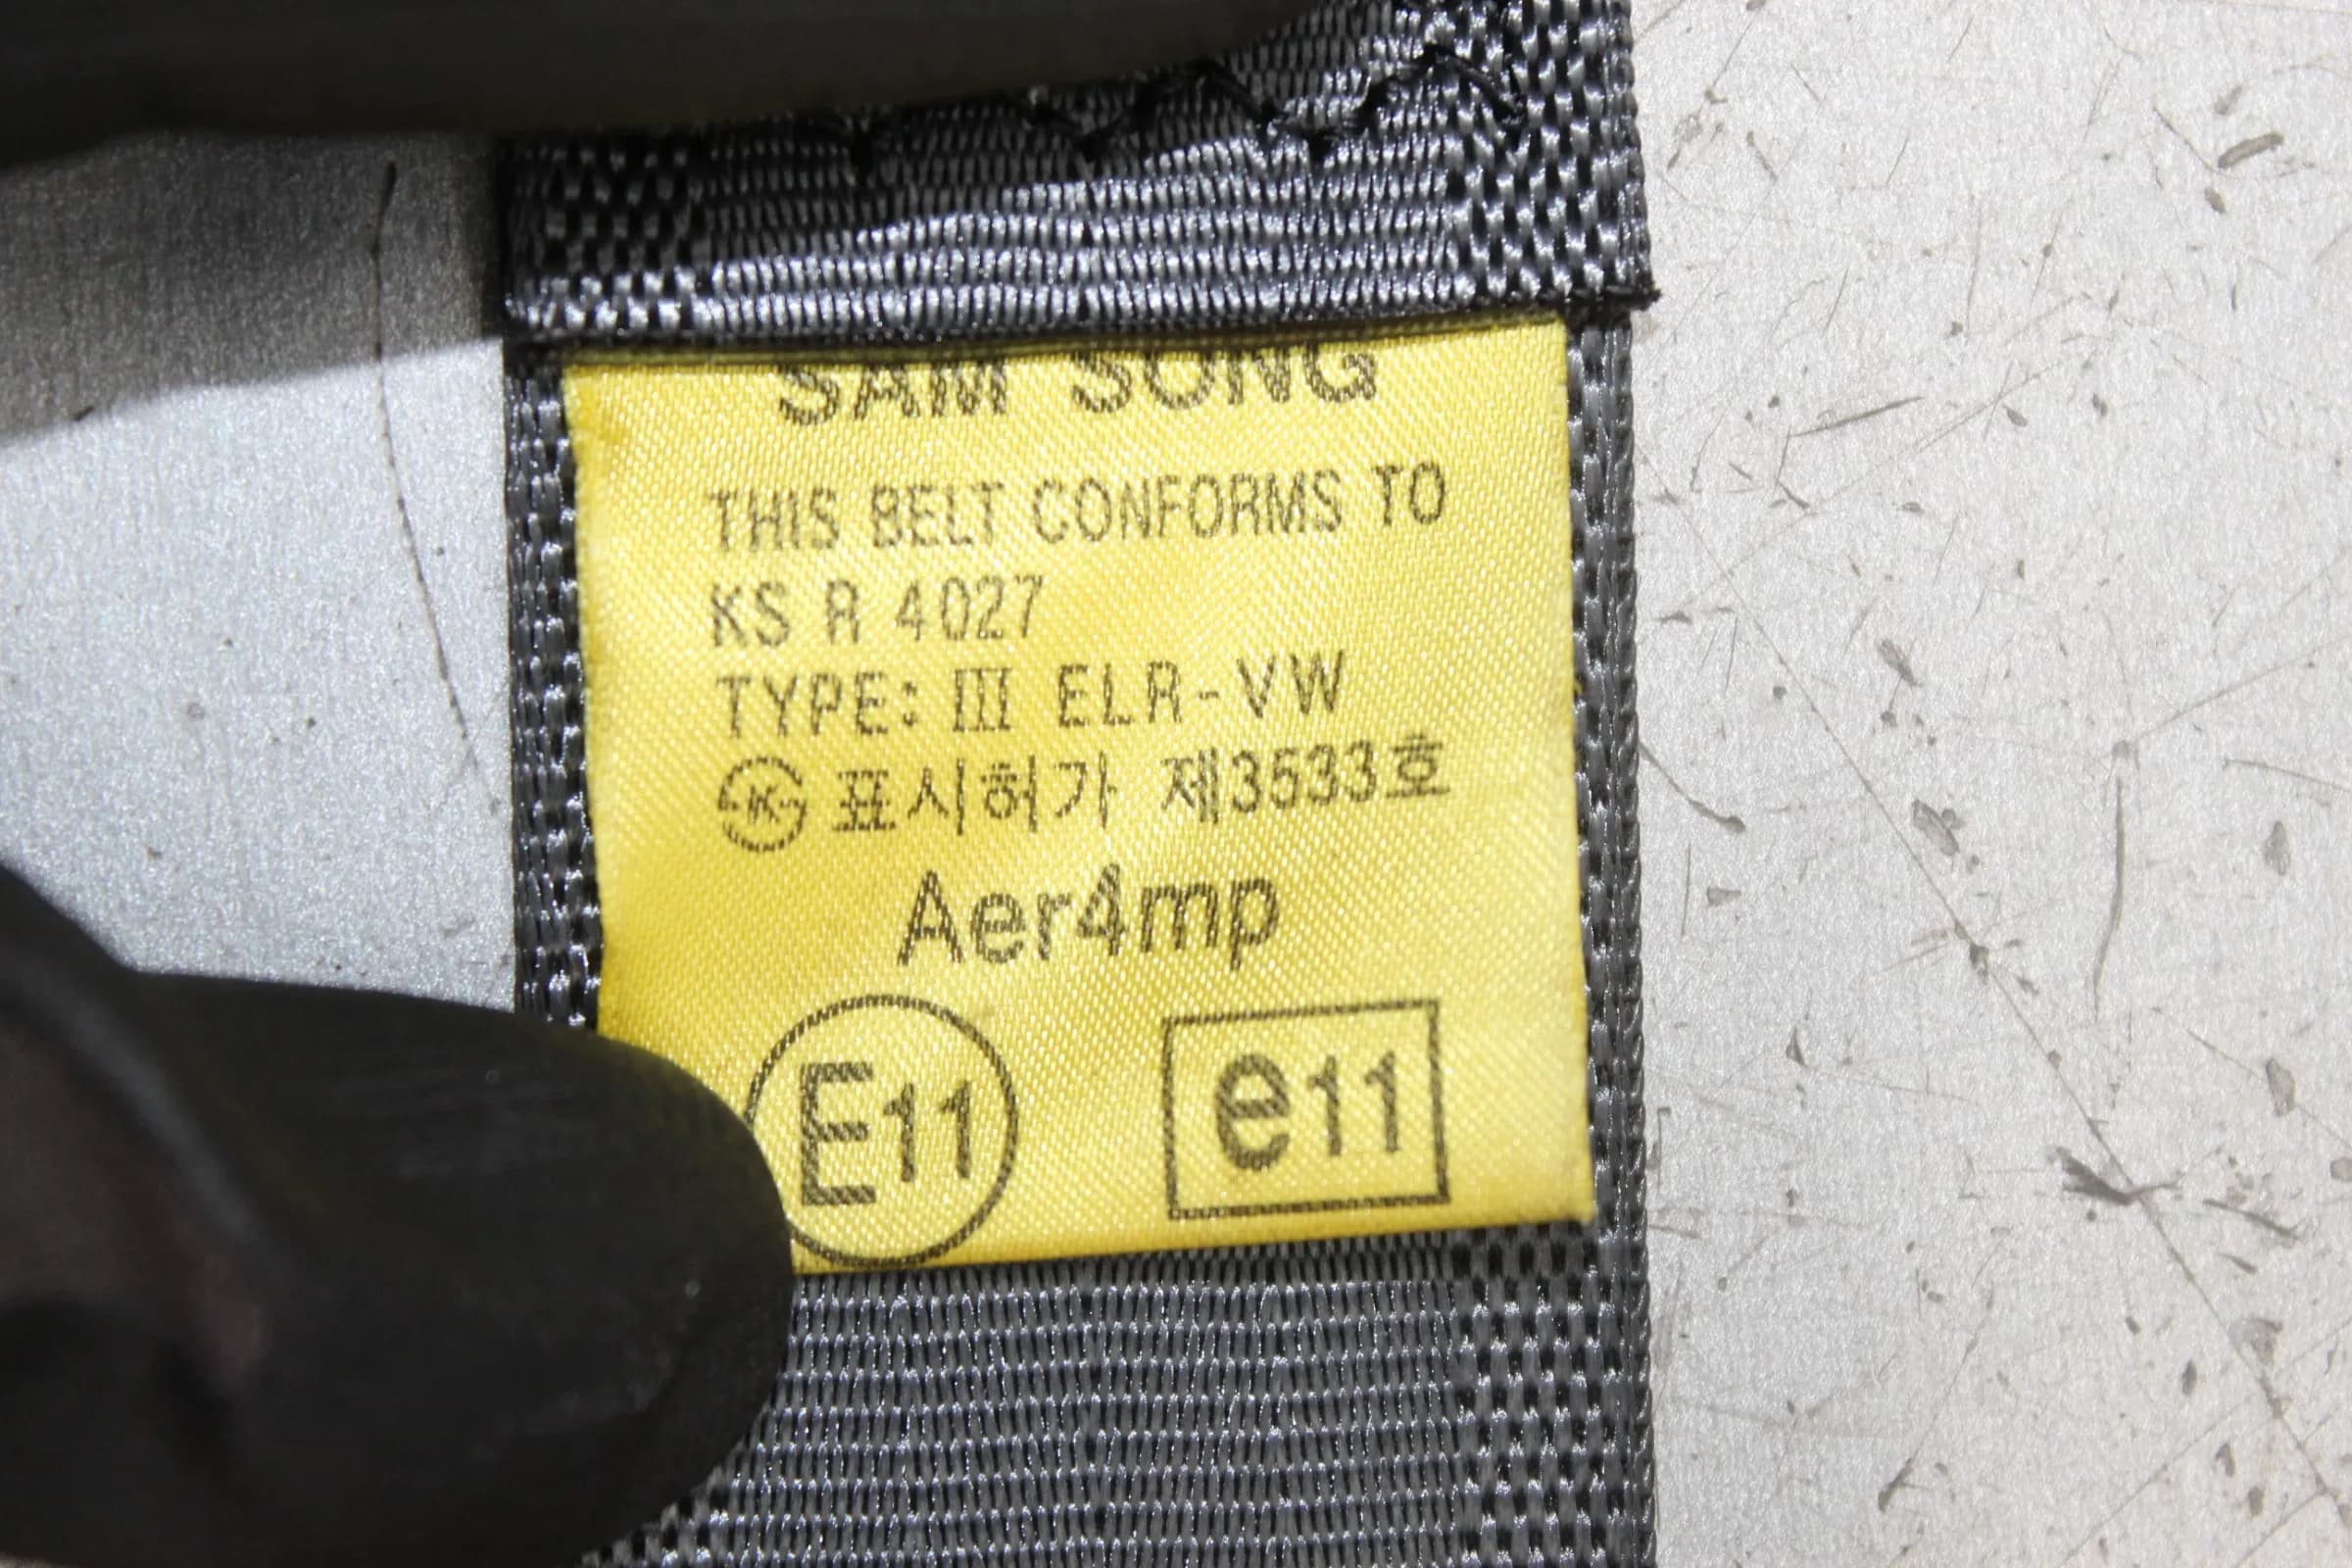 SAM SONG
THIS BELT CONFORMS TO
KS R 4027
TYPE: III ELR-VW
K 표시허가 제3533호
Aer4mp
E11 e11